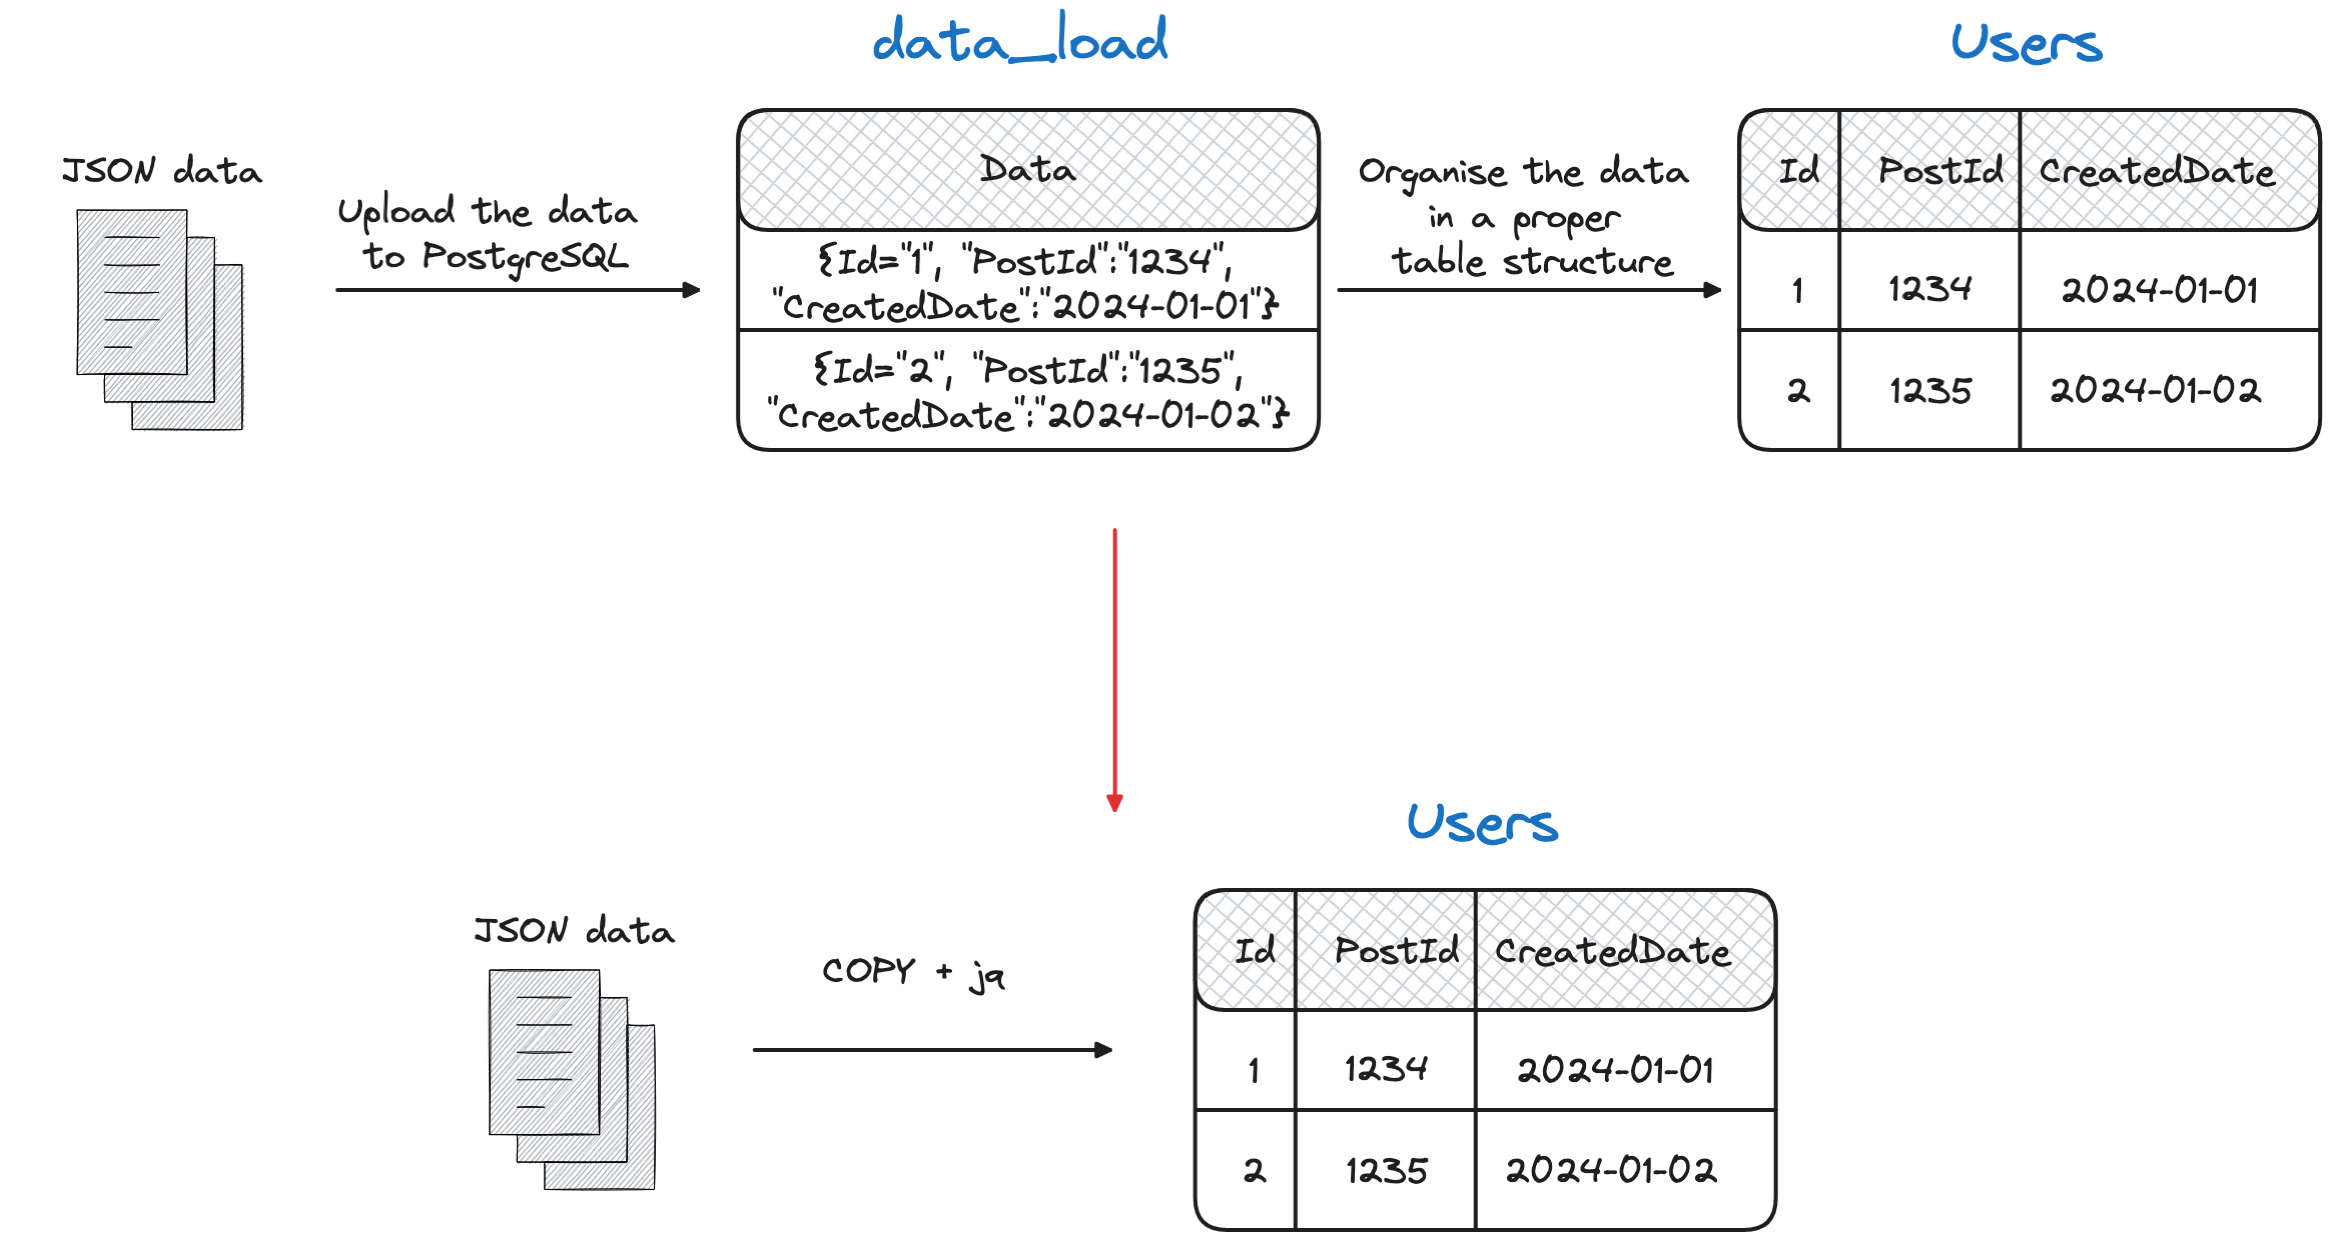 data_load
Users
JSON data
Upload the data
to PostgreSQL
Data
{Id="1", "PostId":"1234",
"CreatedDate":"2024-01-01"}
{Id="2", "PostId":"1235",
"CreatedDate":"2024-01-02"}
Organise the data
in a proper
table structure
Id PostId CreatedDate
1 1234 2024-01-01
2 1235 2024-01-02
Users
JSON data
COPY + jq
Id PostId CreatedDate
1 1234 2024-01-01
2 1235 2024-01-02